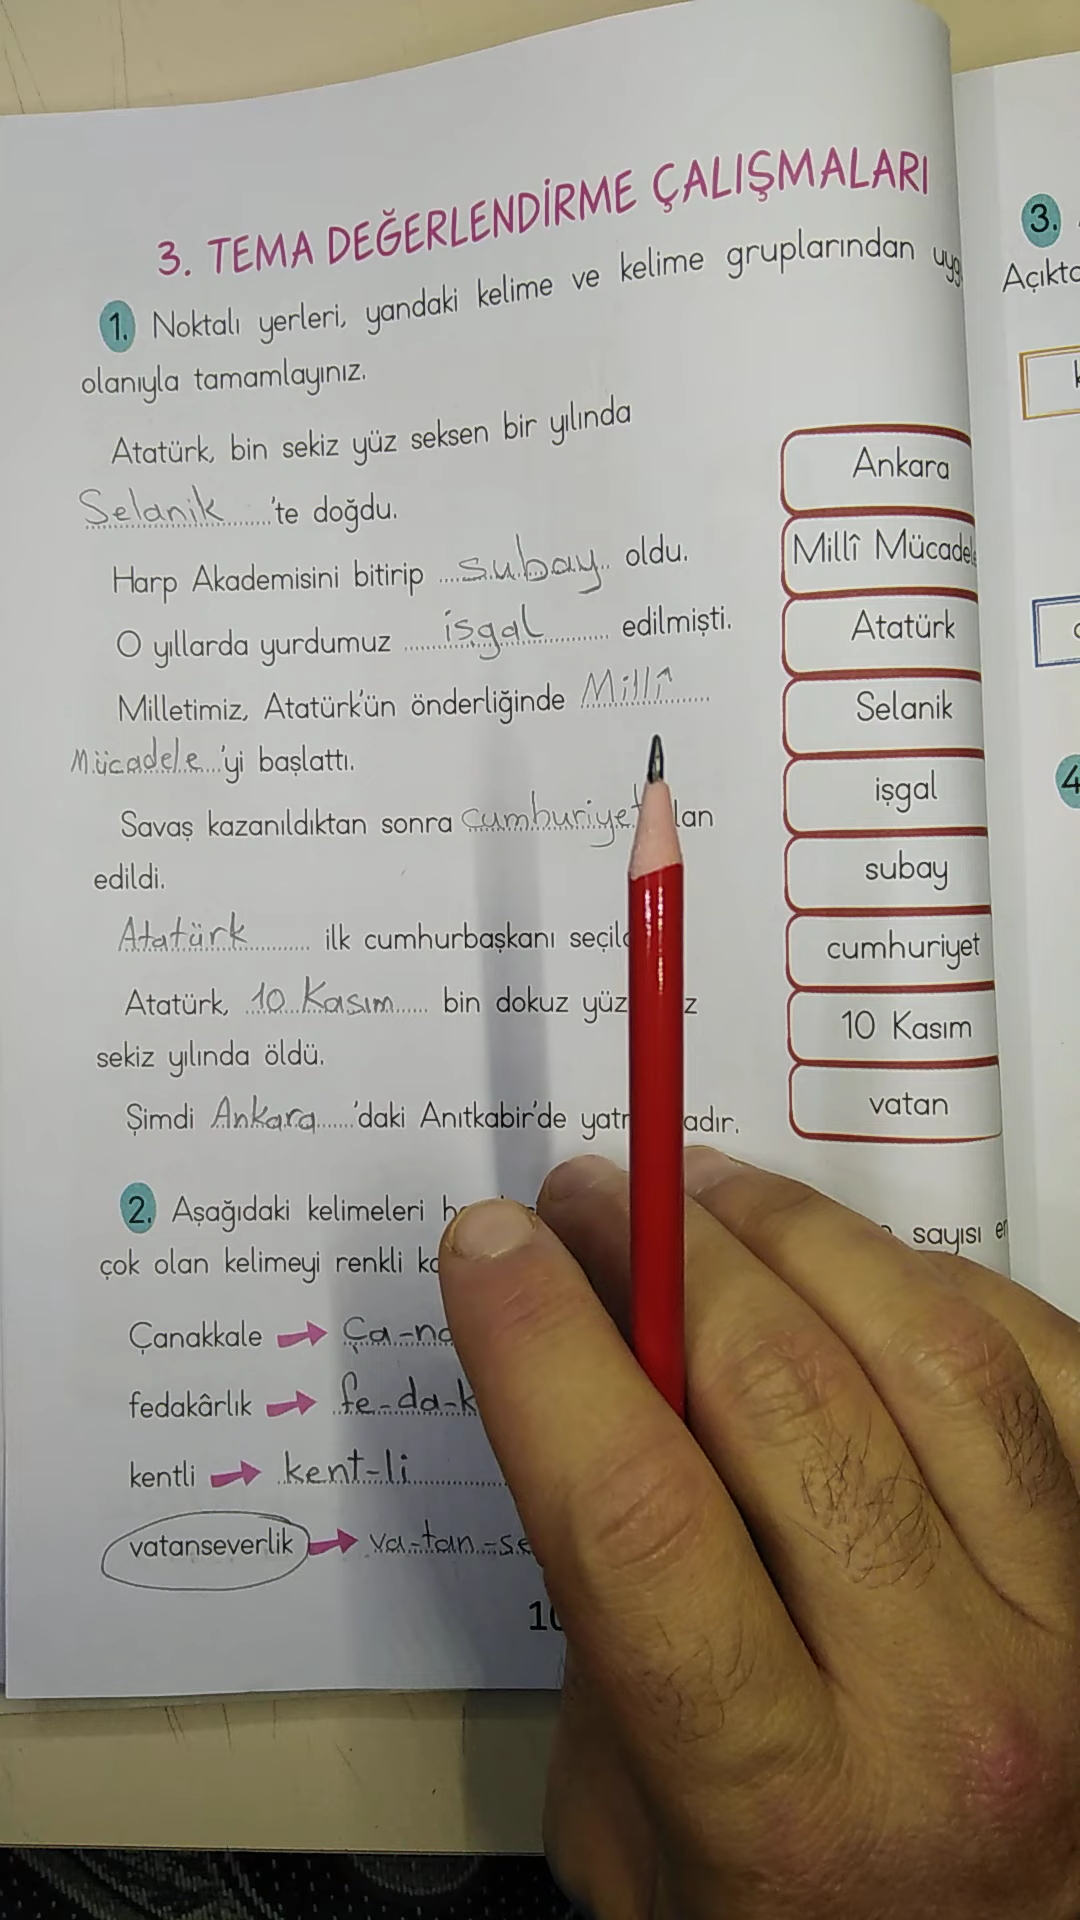 3. TEMA DEĞERLENDİRME ÇALIŞMALARI
1. Noktalı yerleri, yandaki kelime ve kelime gruplarından
olanıyla tamamlayınız.
Atatürk, bin sekiz yüz seksen bir yılında
Selanik 'te doğdu.
Harp Akademisini bitirip subay oldu.
O yıllarda yurdumuz işgal edilmişti.
Milletimiz, Atatürk'ün önderliğinde Millî
Mücadele 'yi başlattı.
Savaş kazanıldıktan sonra cumhuriyet
edildi.
Atatürk ilk cumhurbaşkanı
Atatürk, 10 Kasım bin dokuz yüz
sekiz yılında öldü.
Şimdi Ankara 'daki Anıtkabir'de
Ankara
Millî
Atatürk
Selanik
işgal
subay
cumhuriyet
10 Kasım
vatan
2. Aşağıdaki kelimeleri
sayısı
çok olan kelimeyi renkli
Çanakkale
fedakârlık
kentli kent-li
vatanseverlik
3.
4